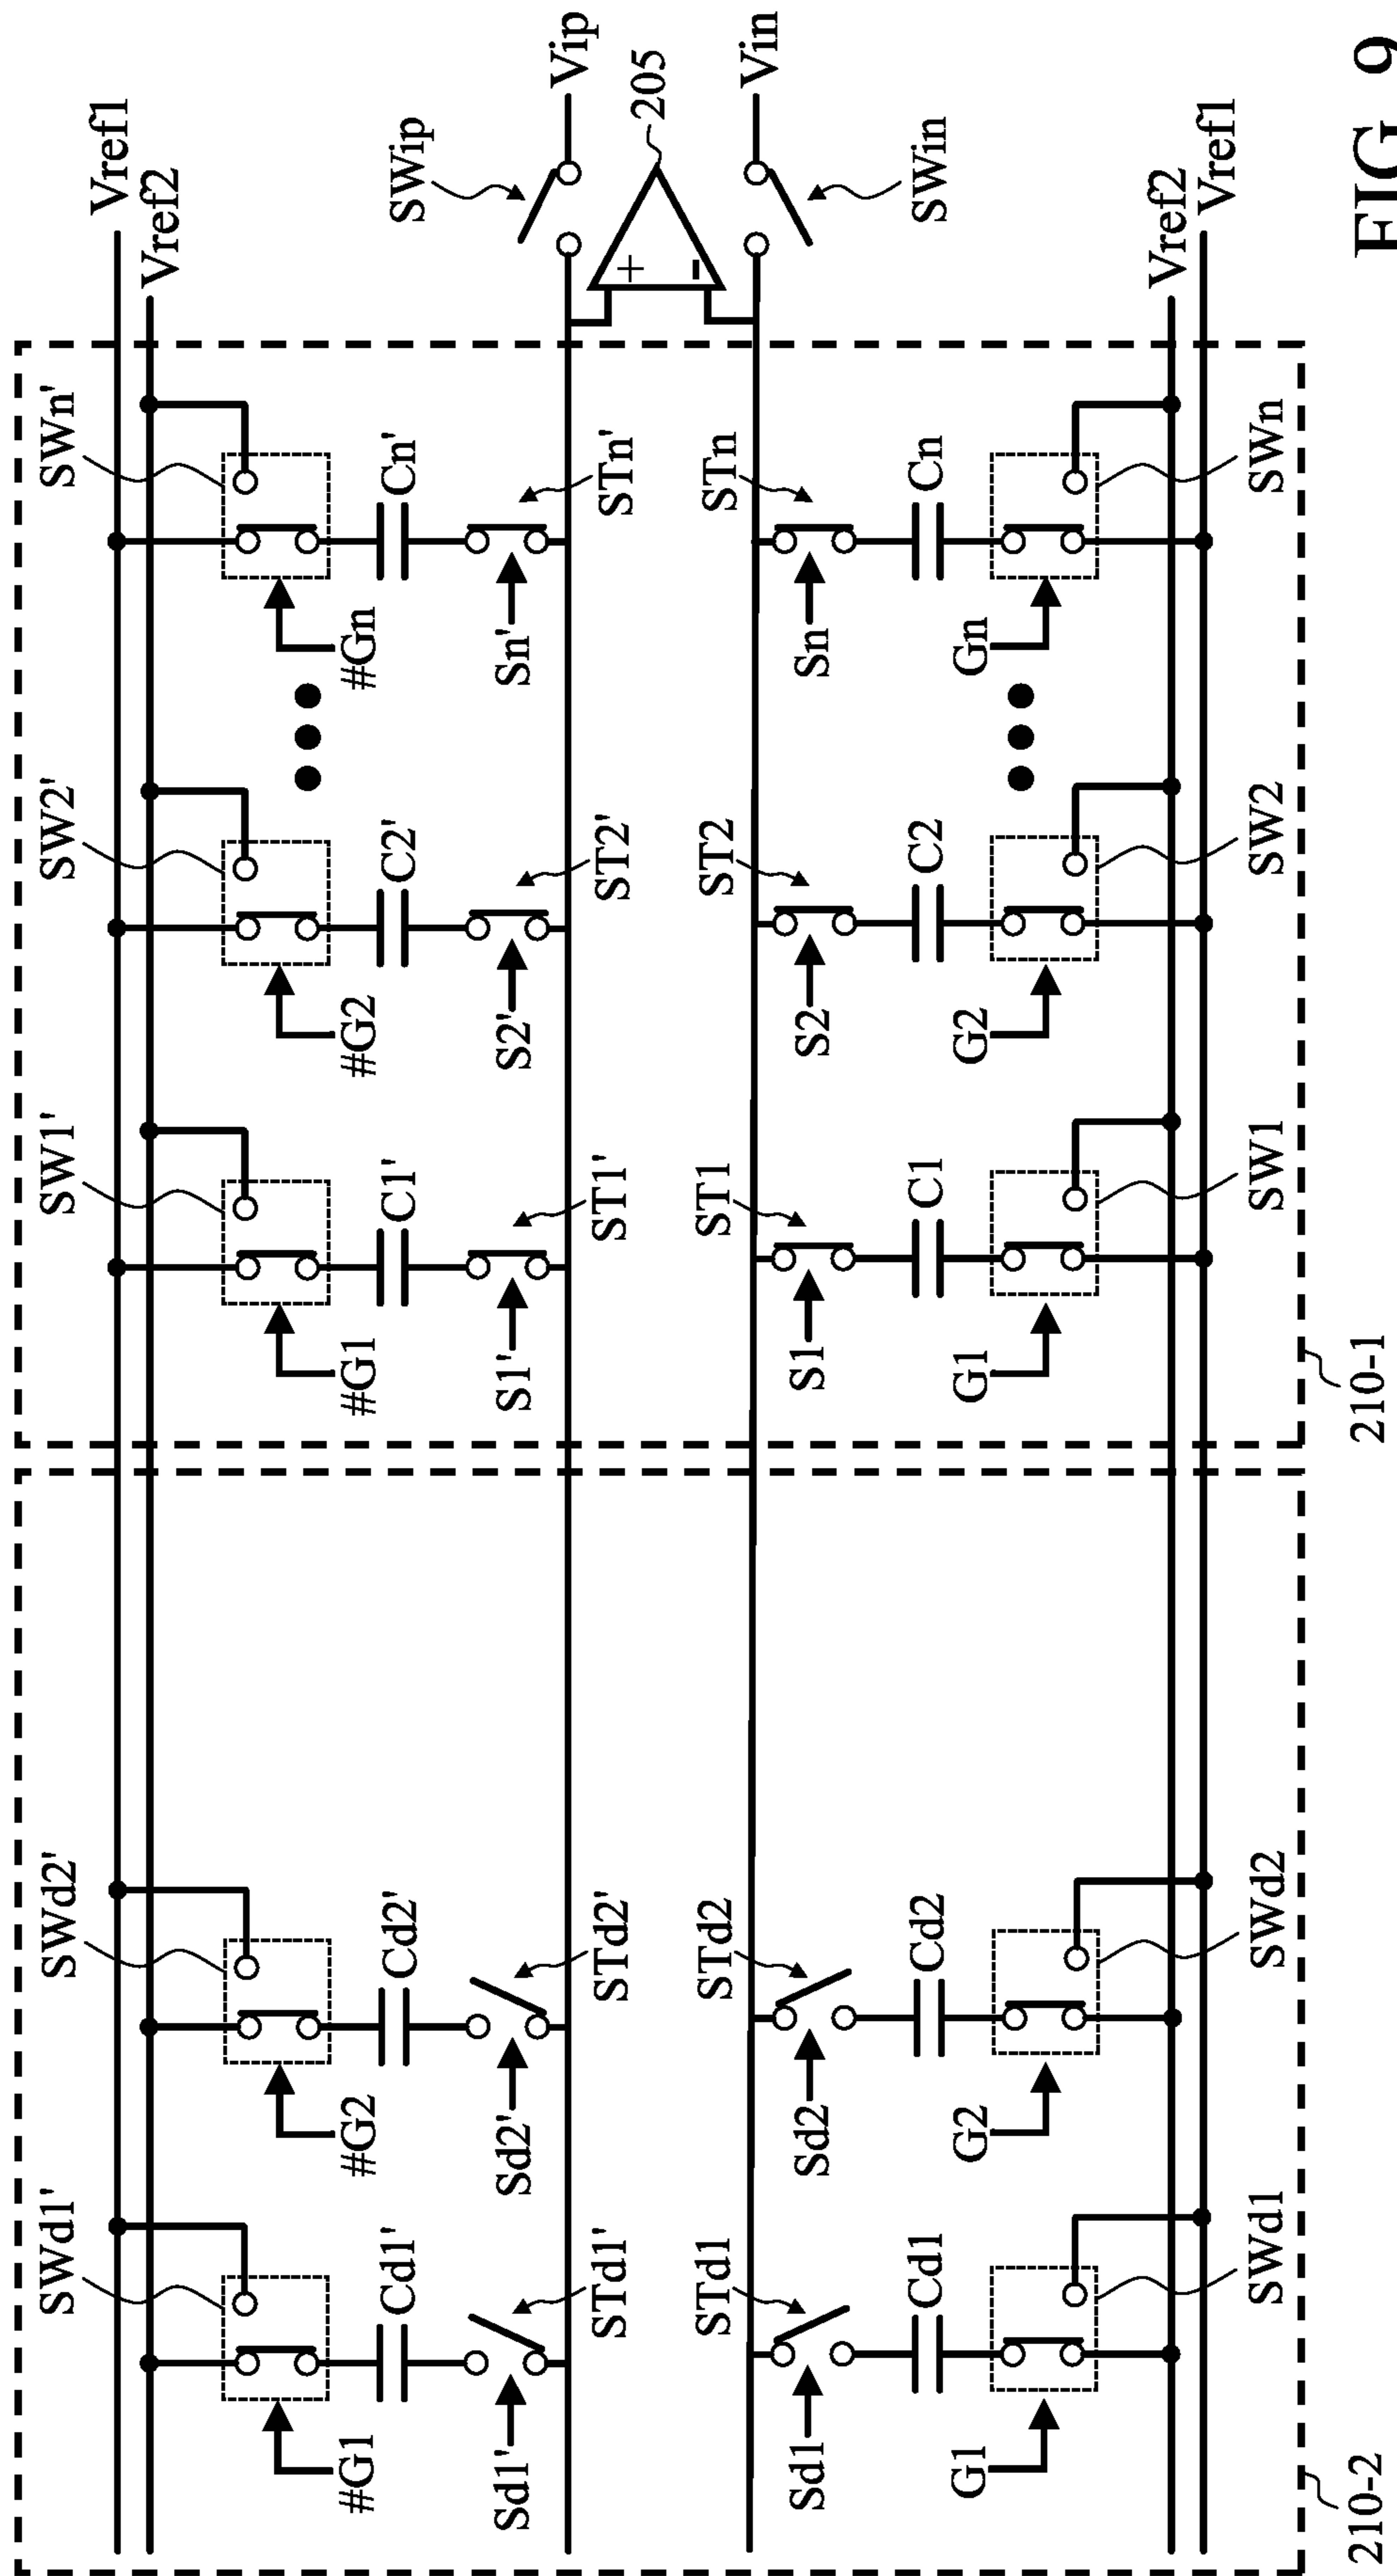 Vref1
Vref2
SWip
Vip
205
Vin
SWin
Vref2
Vref1
FIG. 9
SWn'
#Gn
Cn'
Sn'
STn'
STn
Sn
Cn
Gn
SWn
SW2'
#G2
C2'
S2'
ST2'
ST2
S2
C2
G2
SW2
SW1'
#G1
C1'
S1'
ST1'
ST1
S1
C1
G1
SW1
210-1
SWd2'
#G2
Cd2'
Sd2'
STd2'
STd2
Sd2
Cd2
G2
SWd2
SWd1'
#G1
Cd1'
Sd1'
STd1'
STd1
Sd1
Cd1
G1
SWd1
210-2
+
-